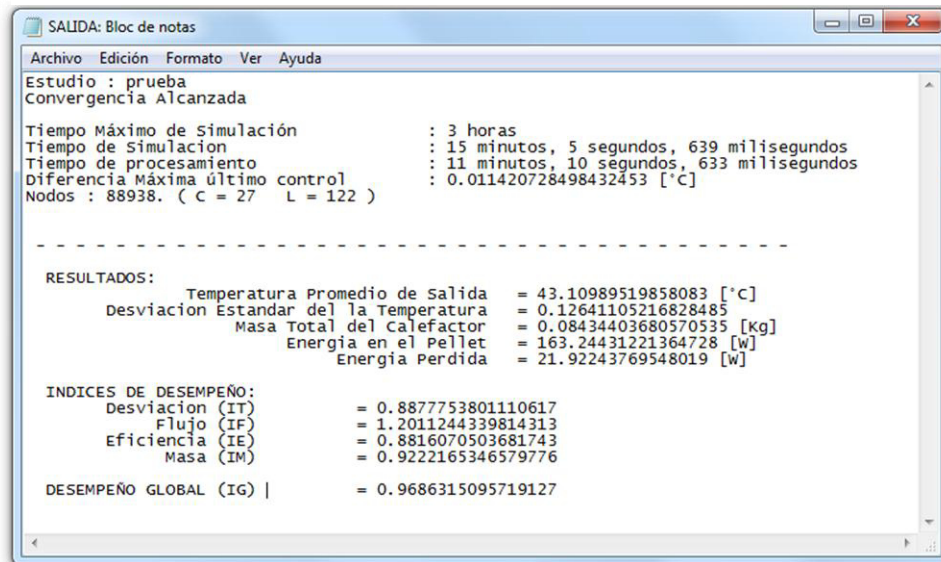 SALIDA: Bloc de notas
Archivo Edición Formato Ver Ayuda
Estudio : prueba
Convergencia Alcanzada
Tiempo Máximo de Simulación : 3 horas
Tiempo de Simulacion : 15 minutos, 5 segundos, 639 milisegundos
Tiempo de procesamiento : 11 minutos, 10 segundos, 633 milisegundos
Diferencia Máxima último control : 0.011420728498432453 [°C]
Nodos : 88938. ( C = 27 L = 122 )
- - - - - - - - - - - - - - - - - - - - - - - - - - - - - - - - - - - - - -
RESULTADOS:
Temperatura Promedio de Salida = 43.10989519858083 [°C]
Desviacion Estandar del la Temperatura = 0.12641105216828485
Masa Total del Calefactor = 0.08434403680570535 [Kg]
Energia en el Pellet = 163.24431221364728 [W]
Energia Perdida = 21.92243769548019 [W]
INDICES DE DESEMPEÑO:
Desviacion (IT) = 0.8877753801110617
Flujo (IF) = 1.2011244339814313
Eficiencia (IE) = 0.8816070503681743
Masa (IM) = 0.9222165346579776
DESEMPEÑO GLOBAL (IG) | = 0.9686315095719127